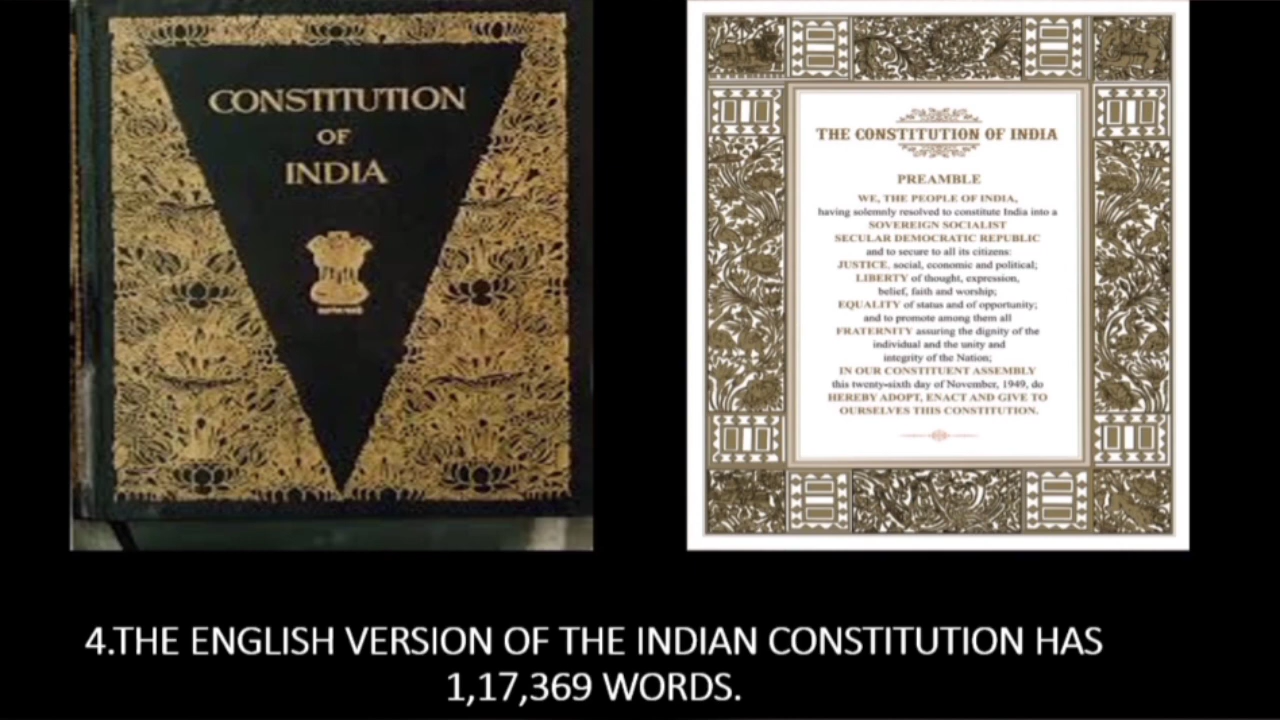 CONSTITUTION
OF
INDIA
THE CONSTITUTION OF INDIA
PREAMBLE
WE, THE PEOPLE OF INDIA,
having solemnly resolved to constitute India into a
SOVEREIGN SOCIALIST
SECULAR DEMOCRATIC REPUBLIC
and to secure to all its citizens:
JUSTICE, social, economic and political;
LIBERTY of thought, expression,
belief, faith and worship;
EQUALITY of status and of opportunity;
and to promote among them all
FRATERNITY assuring the dignity of the
individual and the unity and
integrity of the Nation;
IN OUR CONSTITUENT ASSEMBLY
this twenty-sixth day of November, 1949, do
HEREBY ADOPT, ENACT AND GIVE TO
OURSELVES THIS CONSTITUTION.
4.THE ENGLISH VERSION OF THE INDIAN CONSTITUTION HAS
1,17,369 WORDS.